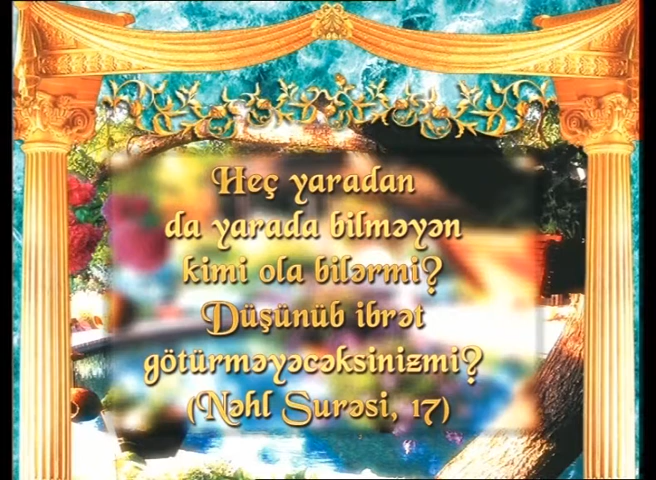 Heç yaradan
da yarada bilməyən
kimi ola bilərmi?
Düşünüb ibrət
götürməyəcəksinizmi?
(Nəhl Surəsi, 17)